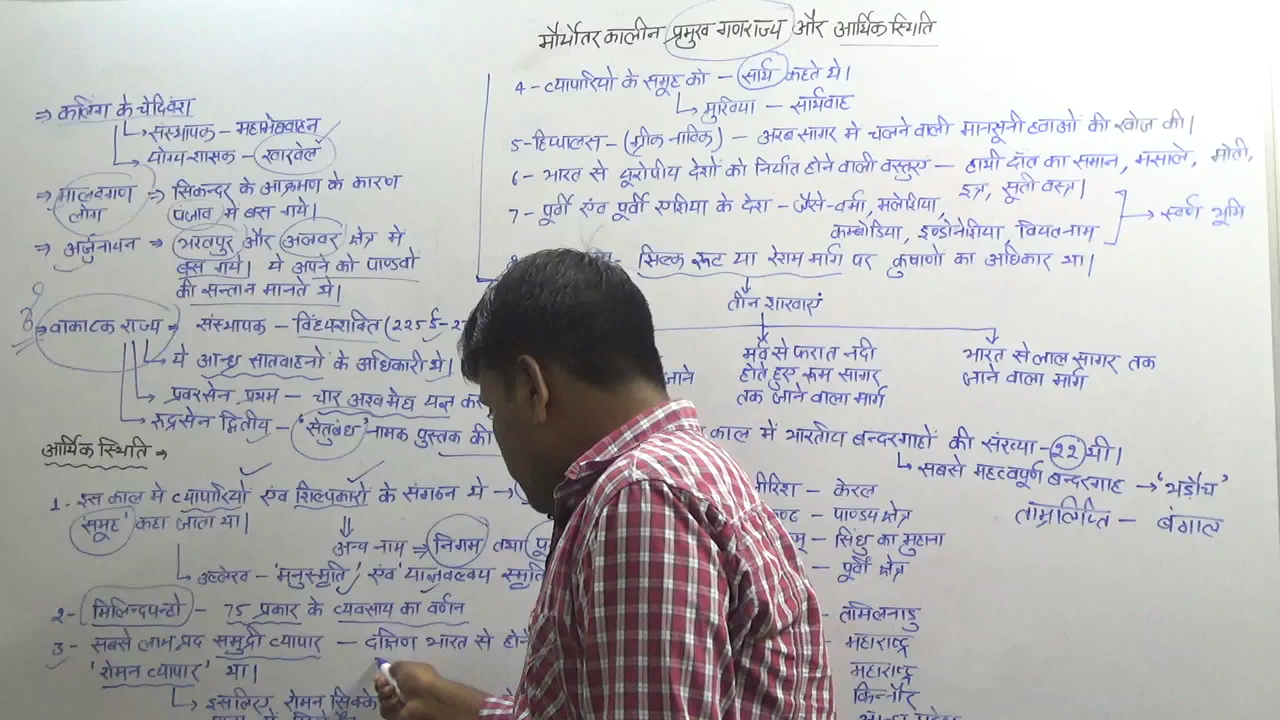 मौर्योतर कालीन प्रमुख गणराज्य और आर्थिक स्थिति
⇒ कलिंग के चेदिवंश
संस्थापक - महामेघवाहन
योग्य शासक - खारवेल
⇒ मालवगण लोग ⇒ सिकन्दर के आक्रमण के कारण
पंजाब में बस गये।
⇒ अर्जुनायन ⇒ भरतपुर और अलवर क्षेत्र में
बस गये। ये अपने को पाण्डवो
की सन्तान मानते थे।
⇒ वाकाटक राज्य ⇒ संस्थापक - विंध्यशक्ति (225ई-2
ये आन्ध्र सातवाहनो के अधिकारी थे।
प्रवरसेन प्रथम - चार अश्वमेध यज्ञ
रूद्रसेन द्वितीय - 'सेतुबंध' नामक पुस्तक की
आर्थिक स्थिति ⇒
1- इस काल मे व्यापारियों एंव शिल्पकारों के संगठन थे →
समूह' कहा जाता था।
अन्य नाम ⇒ निगम तथा
उल्लेख - 'मनुस्मृति' एंव 'याज्ञवल्क्य स्मृति
2- मिलिन्दपन्हो - 75 प्रकार के व्यवसाय का वर्णन
3- सबसे लाभ प्रद समुद्री व्यापार - दक्षिण भारत से होने
'रोमन व्यापार' था।
इसलिए रोमन सिक्के
4- व्यापारियो के समूह को - सार्थ कहते थे।
मुखिया - सार्थवाह
5- हिप्पालस - (ग्रीक नाविक) - अरब सागर में चलने वाली मानसूनी हवाओं की खोज की।
6- भारत से यूरोपीय देशों को निर्यात होने वाली वस्तुएं - हाथी दाँत का समान, मसाले, मोती,
इत्र, सूती वस्त्र।
7- पूर्वी एंव पूर्वी एशिया के देश - जैसे - वर्मा, मलेशिया,
कम्बोडिया, इण्डोनेशिया वियतनाम → स्वर्ण भूमि
सिल्क रूट या रेशम मार्ग पर कुषाणों का अधिकार था।
तीन शाखाएं
जाने
मर्व से फरात नदी
होते हुए रूम सागर
तक जाने वाला मार्ग
भारत से लाल सागर तक
जाने वाला मार्ग
काल में भारतीय बन्दरगाहों की संख्या - 22 थी।
सबसे महत्वपूर्ण बन्दरगाह → 'भड़ौच'
- केरल
- पाण्डय क्षेत्र
- सिंधु का मुहाना
- पूर्वी क्षेत्र
ताम्रलिप्ति - बंगाल
- तमिलनाडु
- महाराष्ट्र
महाराष्ट्र
किन्नौर